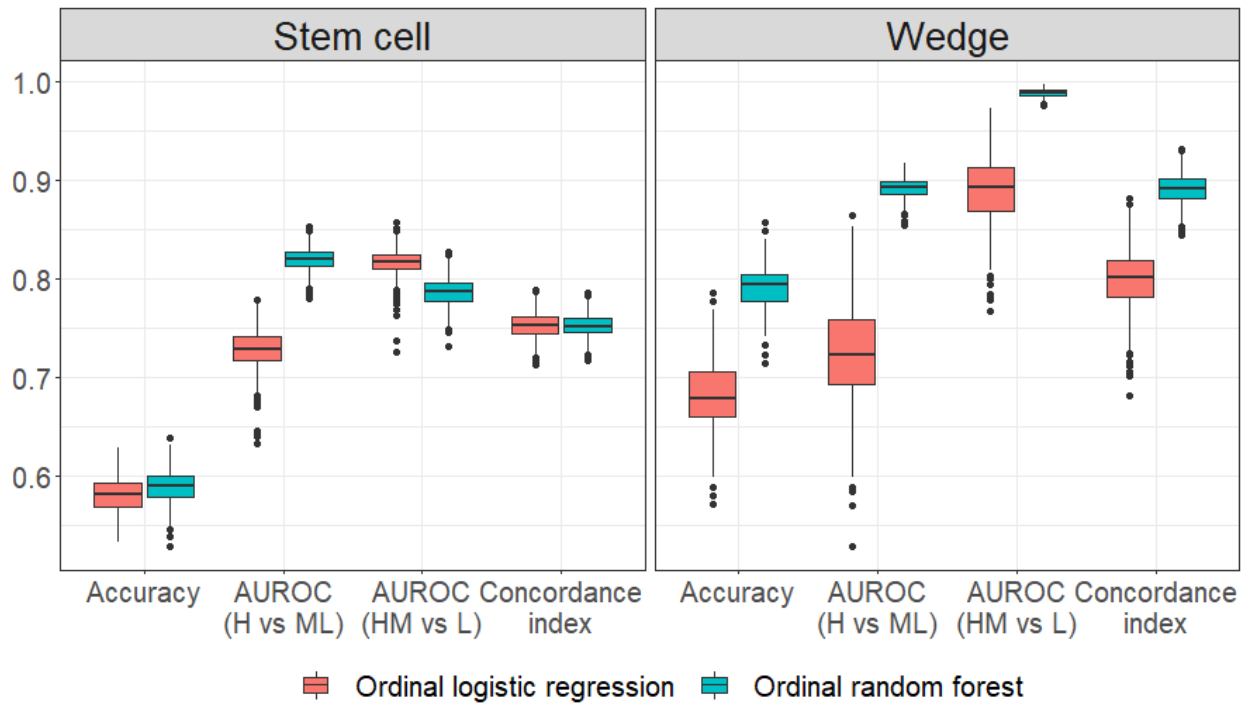 Stem cell
Wedge
1.0
0.9
0.8
0.7
0.6
Accuracy
AUROC
(H vs ML)
AUROC
(HM vs L)
Concordance
index
Accuracy
AUROC
(H vs ML)
AUROC
(HM vs L)
Concordance
index
Ordinal logistic regression
Ordinal random forest